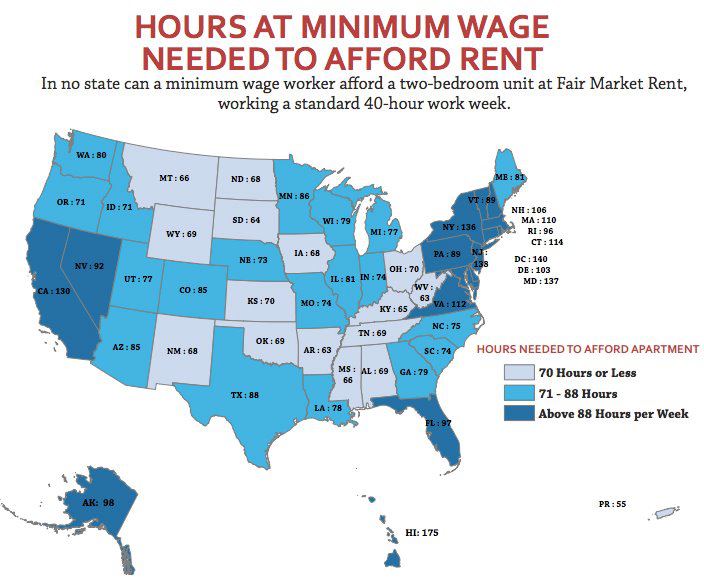 HOURS AT MINIMUM WAGE
NEEDED TO AFFORD RENT
In no state can a minimum wage worker afford a two-bedroom unit at Fair Market Rent,
working a standard 40-hour work week.
WA : 80
MT : 66
ND : 68
MN : 86
ME : 81
OR : 71
ID : 71
SD : 64
WI : 79
MI : 77
VT : 89
NH : 106
MA : 110
RI : 96
CT : 114
WY : 69
NY : 136
NV : 92
NE : 73
IA : 68
PA : 89
NJ :
138
DC : 140
DE : 103
MD : 137
CA : 130
UT : 77
CO : 85
IL : 81
IN : 74
OH : 70
WV :
63
VA : 112
KS : 70
MO : 74
KY : 65
NC : 75
AZ : 85
NM : 68
OK : 69
AR : 63
TN : 69
SC : 74
MS :
66
AL : 69
GA : 79
TX : 88
LA : 78
FL : 97
HOURS NEEDED TO AFFORD APARTMENT
70 Hours or Less
71 - 88 Hours
Above 88 Hours per Week
AK: 98
HI: 175
PR : 55